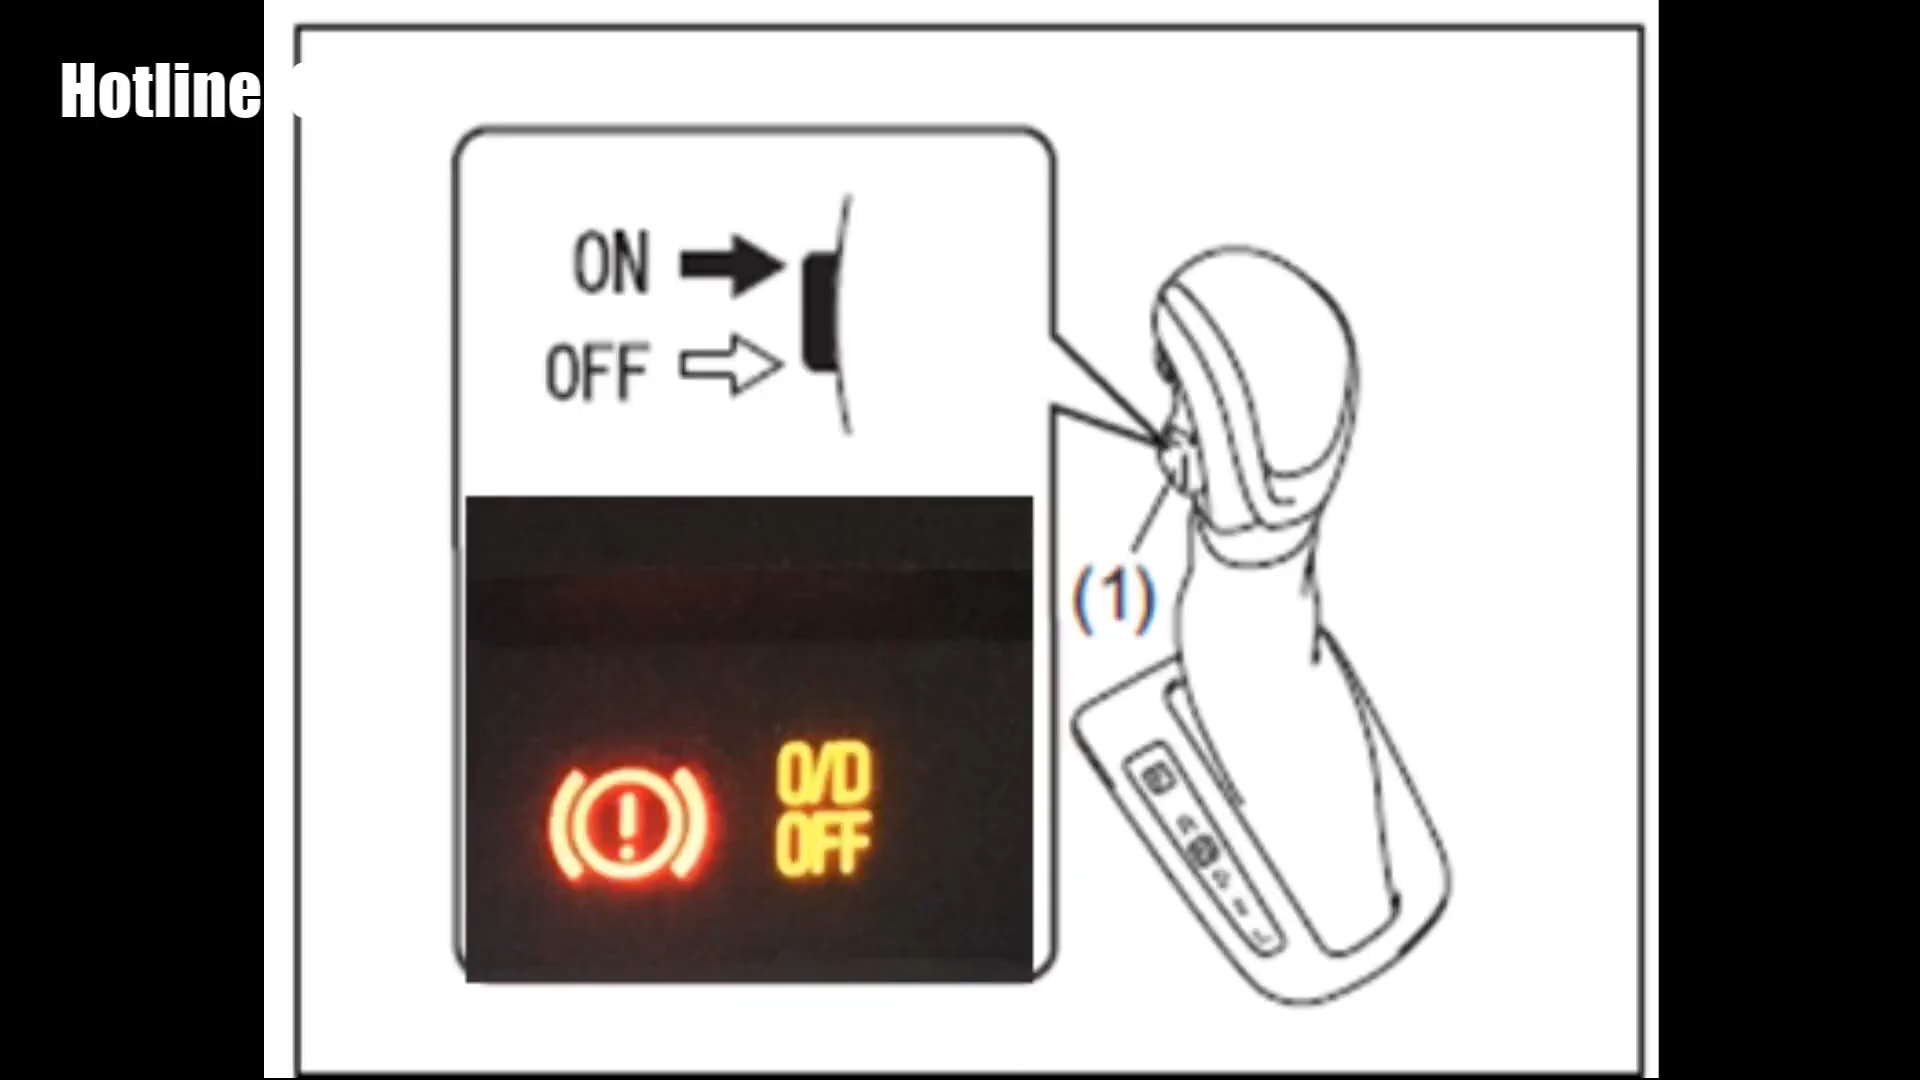 Hotline
ON
OFF
(1)
!
O/D
OFF